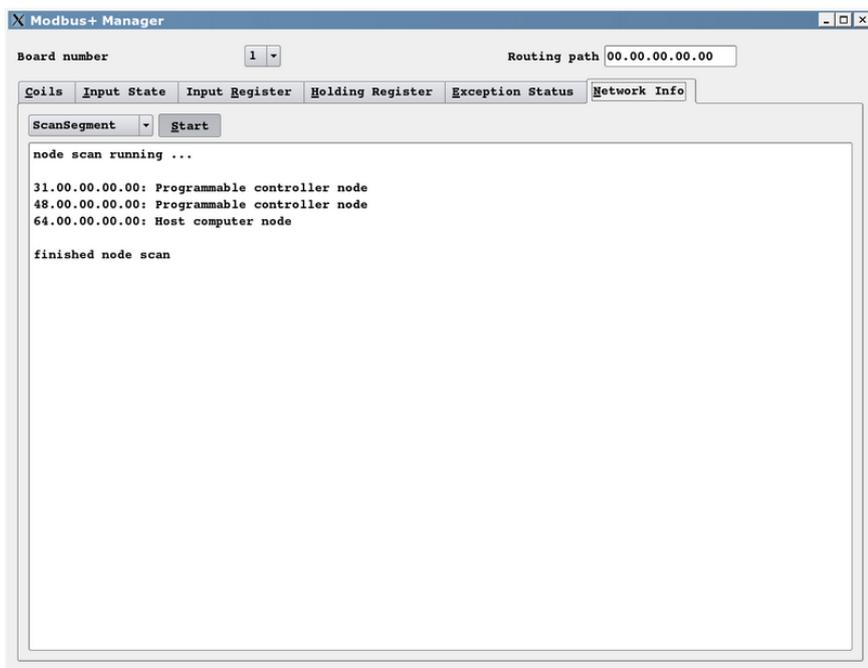 X Modbus+ Manager
Board number 1 Routing path 00.00.00.00.00
Coils Input State Input Register Holding Register Exception Status Network Info
ScanSegment Start
node scan running ...
31.00.00.00.00: Programmable controller node
48.00.00.00.00: Programmable controller node
64.00.00.00.00: Host computer node
finished node scan